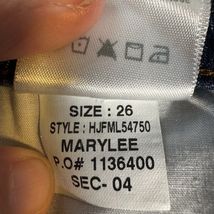 SIZE : 26
STYLE : HJFML54750
MARYLEE
P.O# 1136400
SEC- 04